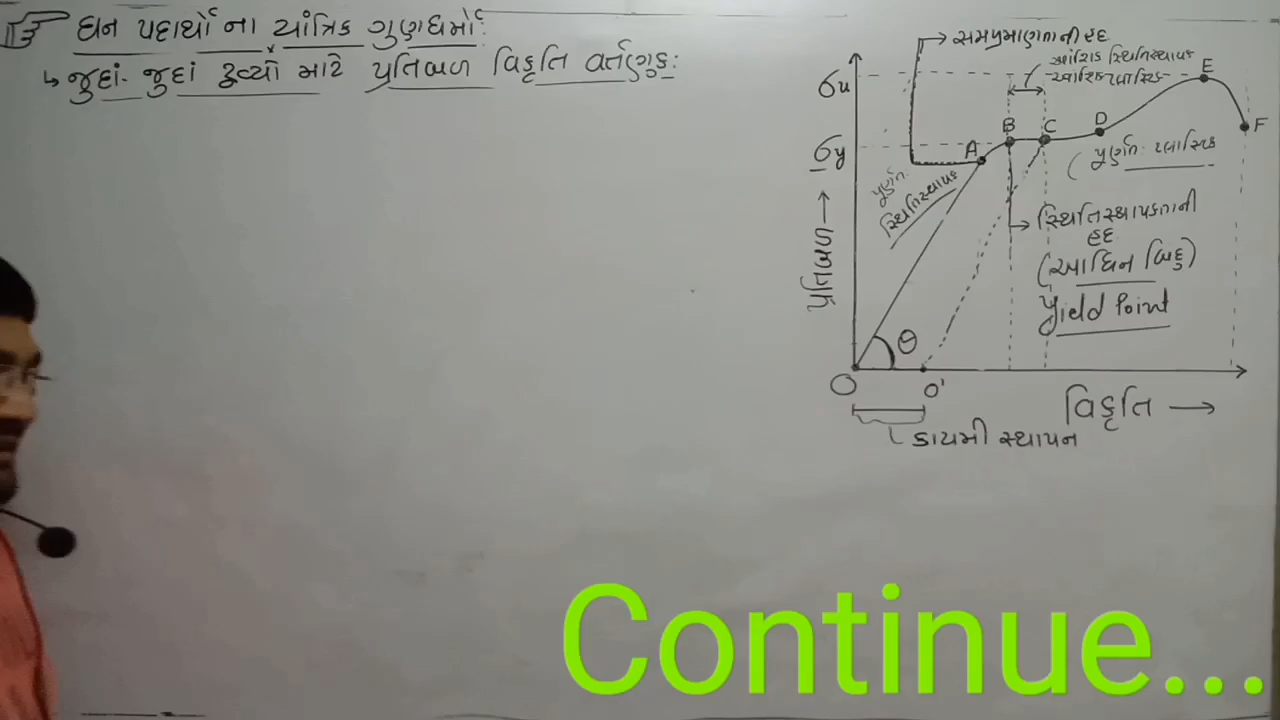 ઘન પદાર્થોના યાંત્રિક ગુણધર્મો:
↳ જુદાં-જુદાં દ્રવ્યો માટે પ્રતિબળ વિકૃતિ વર્તણુક:
સમપ્રમાણતાની હદ
આંશિક સ્થિતિસ્થાપક
આંશિક પ્લાસ્ટિક
σu
E
F
B
C
D
σy
A
(પુર્ણત: પ્લાસ્ટિક
પુર્ણત:
સ્થિતિસ્થાપક
સ્થિતિસ્થાપકતાની
હદ
(આધિન બિંદુ)
Yield Point
પ્રતિબળ →
θ
O
O'
વિકૃતિ →
કાયમી સ્થાપન
Continue...